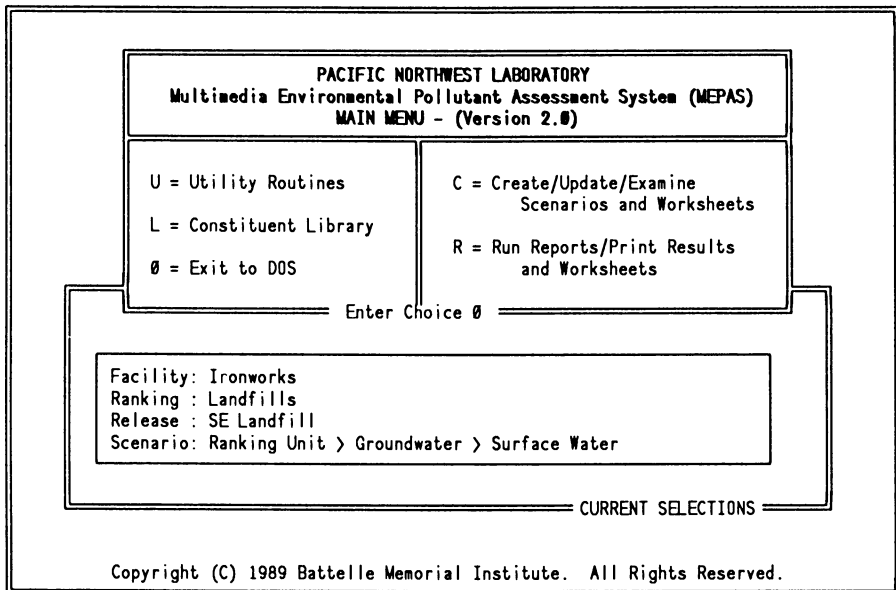 PACIFIC NORTHWEST LABORATORY
Multimedia Environmental Pollutant Assessment System (MEPAS)
MAIN MENU - (Version 2.0)
U = Utility Routines
L = Constituent Library
0 = Exit to DOS
C = Create/Update/Examine
Scenarios and Worksheets
R = Run Reports/Print Results
and Worksheets
Enter Choice 0
Facility: Ironworks
Ranking : Landfills
Release : SE Landfill
Scenario: Ranking Unit > Groundwater > Surface Water
CURRENT SELECTIONS
Copyright (C) 1989 Battelle Memorial Institute. All Rights Reserved.